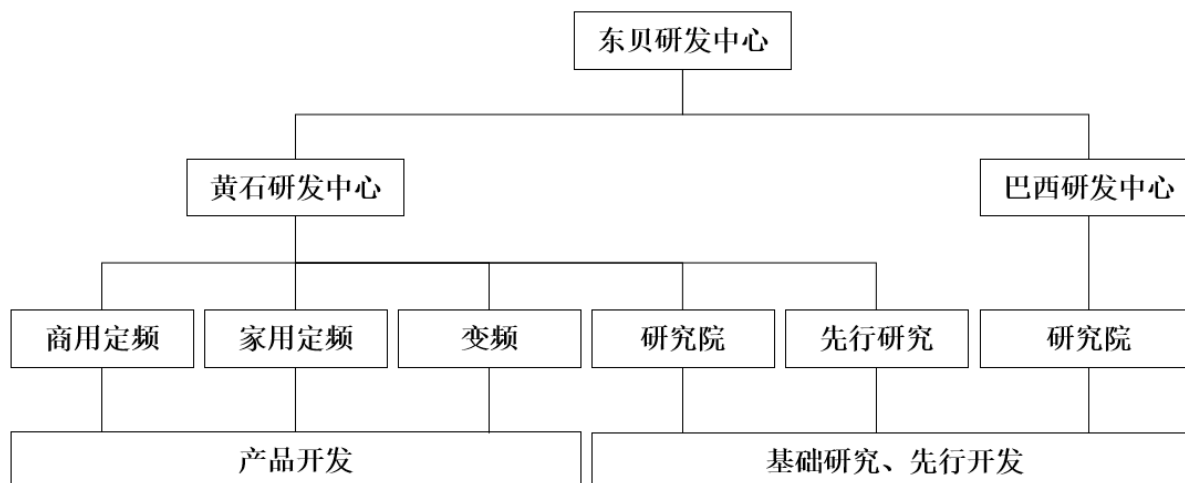 东贝研发中心
黄石研发中心
巴西研发中心
商用定频
家用定频
变频
研究院
先行研究
研究院
产品开发
基础研究、先行开发